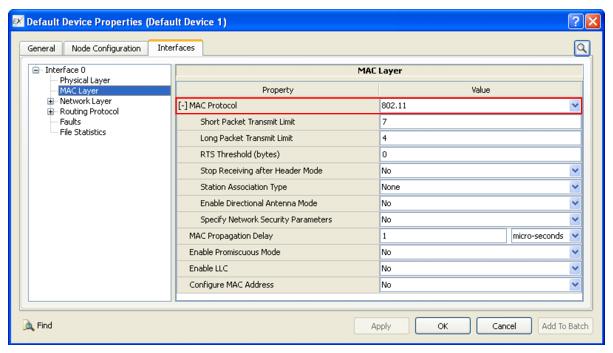 Default Device Properties (Default Device 1)
General Node Configuration Interfaces
Interface 0
Physical Layer
MAC Layer
Network Layer
Routing Protocol
Faults
File Statistics
MAC Layer
Property Value
[-] MAC Protocol 802.11
Short Packet Transmit Limit 7
Long Packet Transmit Limit 4
RTS Threshold (bytes) 0
Stop Receiving after Header Mode No
Station Association Type None
Enable Directional Antenna Mode No
Specify Network Security Parameters No
MAC Propagation Delay 1 micro-seconds
Enable Promiscuous Mode No
Enable LLC No
Configure MAC Address No
Find Apply OK Cancel Add To Batch